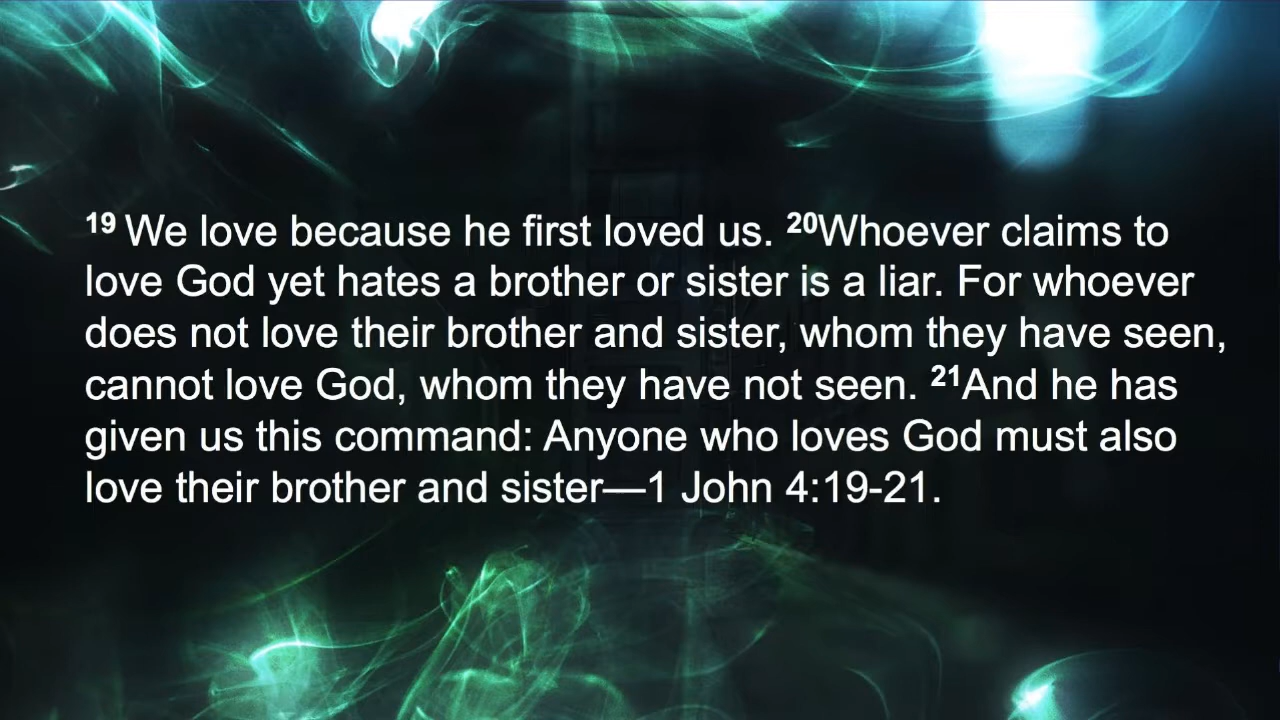 19 We love because he first loved us. 20Whoever claims to
love God yet hates a brother or sister is a liar. For whoever
does not love their brother and sister, whom they have seen,
cannot love God, whom they have not seen. 21And he has
given us this command: Anyone who loves God must also
love their brother and sister—1 John 4:19-21.